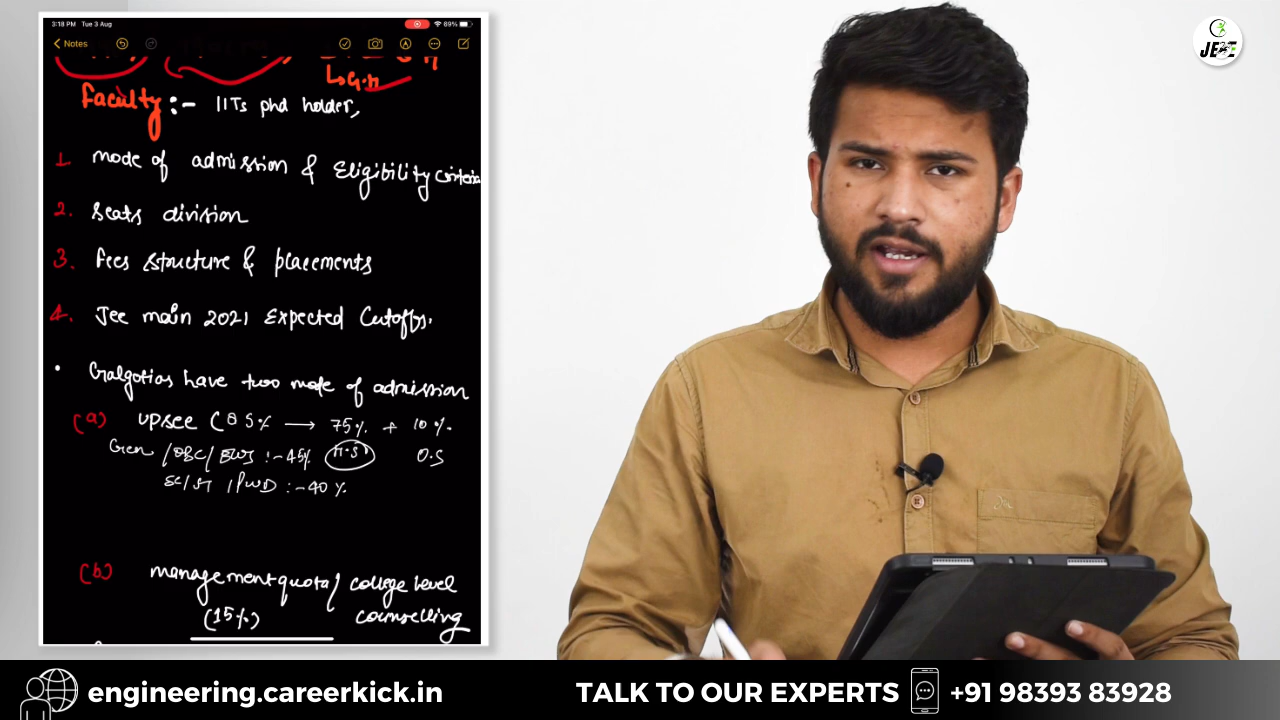 3:18 PM Tue 3 Aug
69%
Notes
faculty :- IITs phd holder,
1. mode of admission & Eligibility criteria
2. Seats division
3. Fees structure & placements
4. Jee main 2021 Expected Cutoffs.
• Galgotias have two mode of admission
(a) UPSEE (85% → 75% + 10%.
Gen /OBC/ EWS :- 45% H.S O.S
SC/ST /PWD :- 40%
(b) management quota/ college level
(15%) counselling
engineering.careerkick.in
TALK TO OUR EXPERTS +91 98393 83928